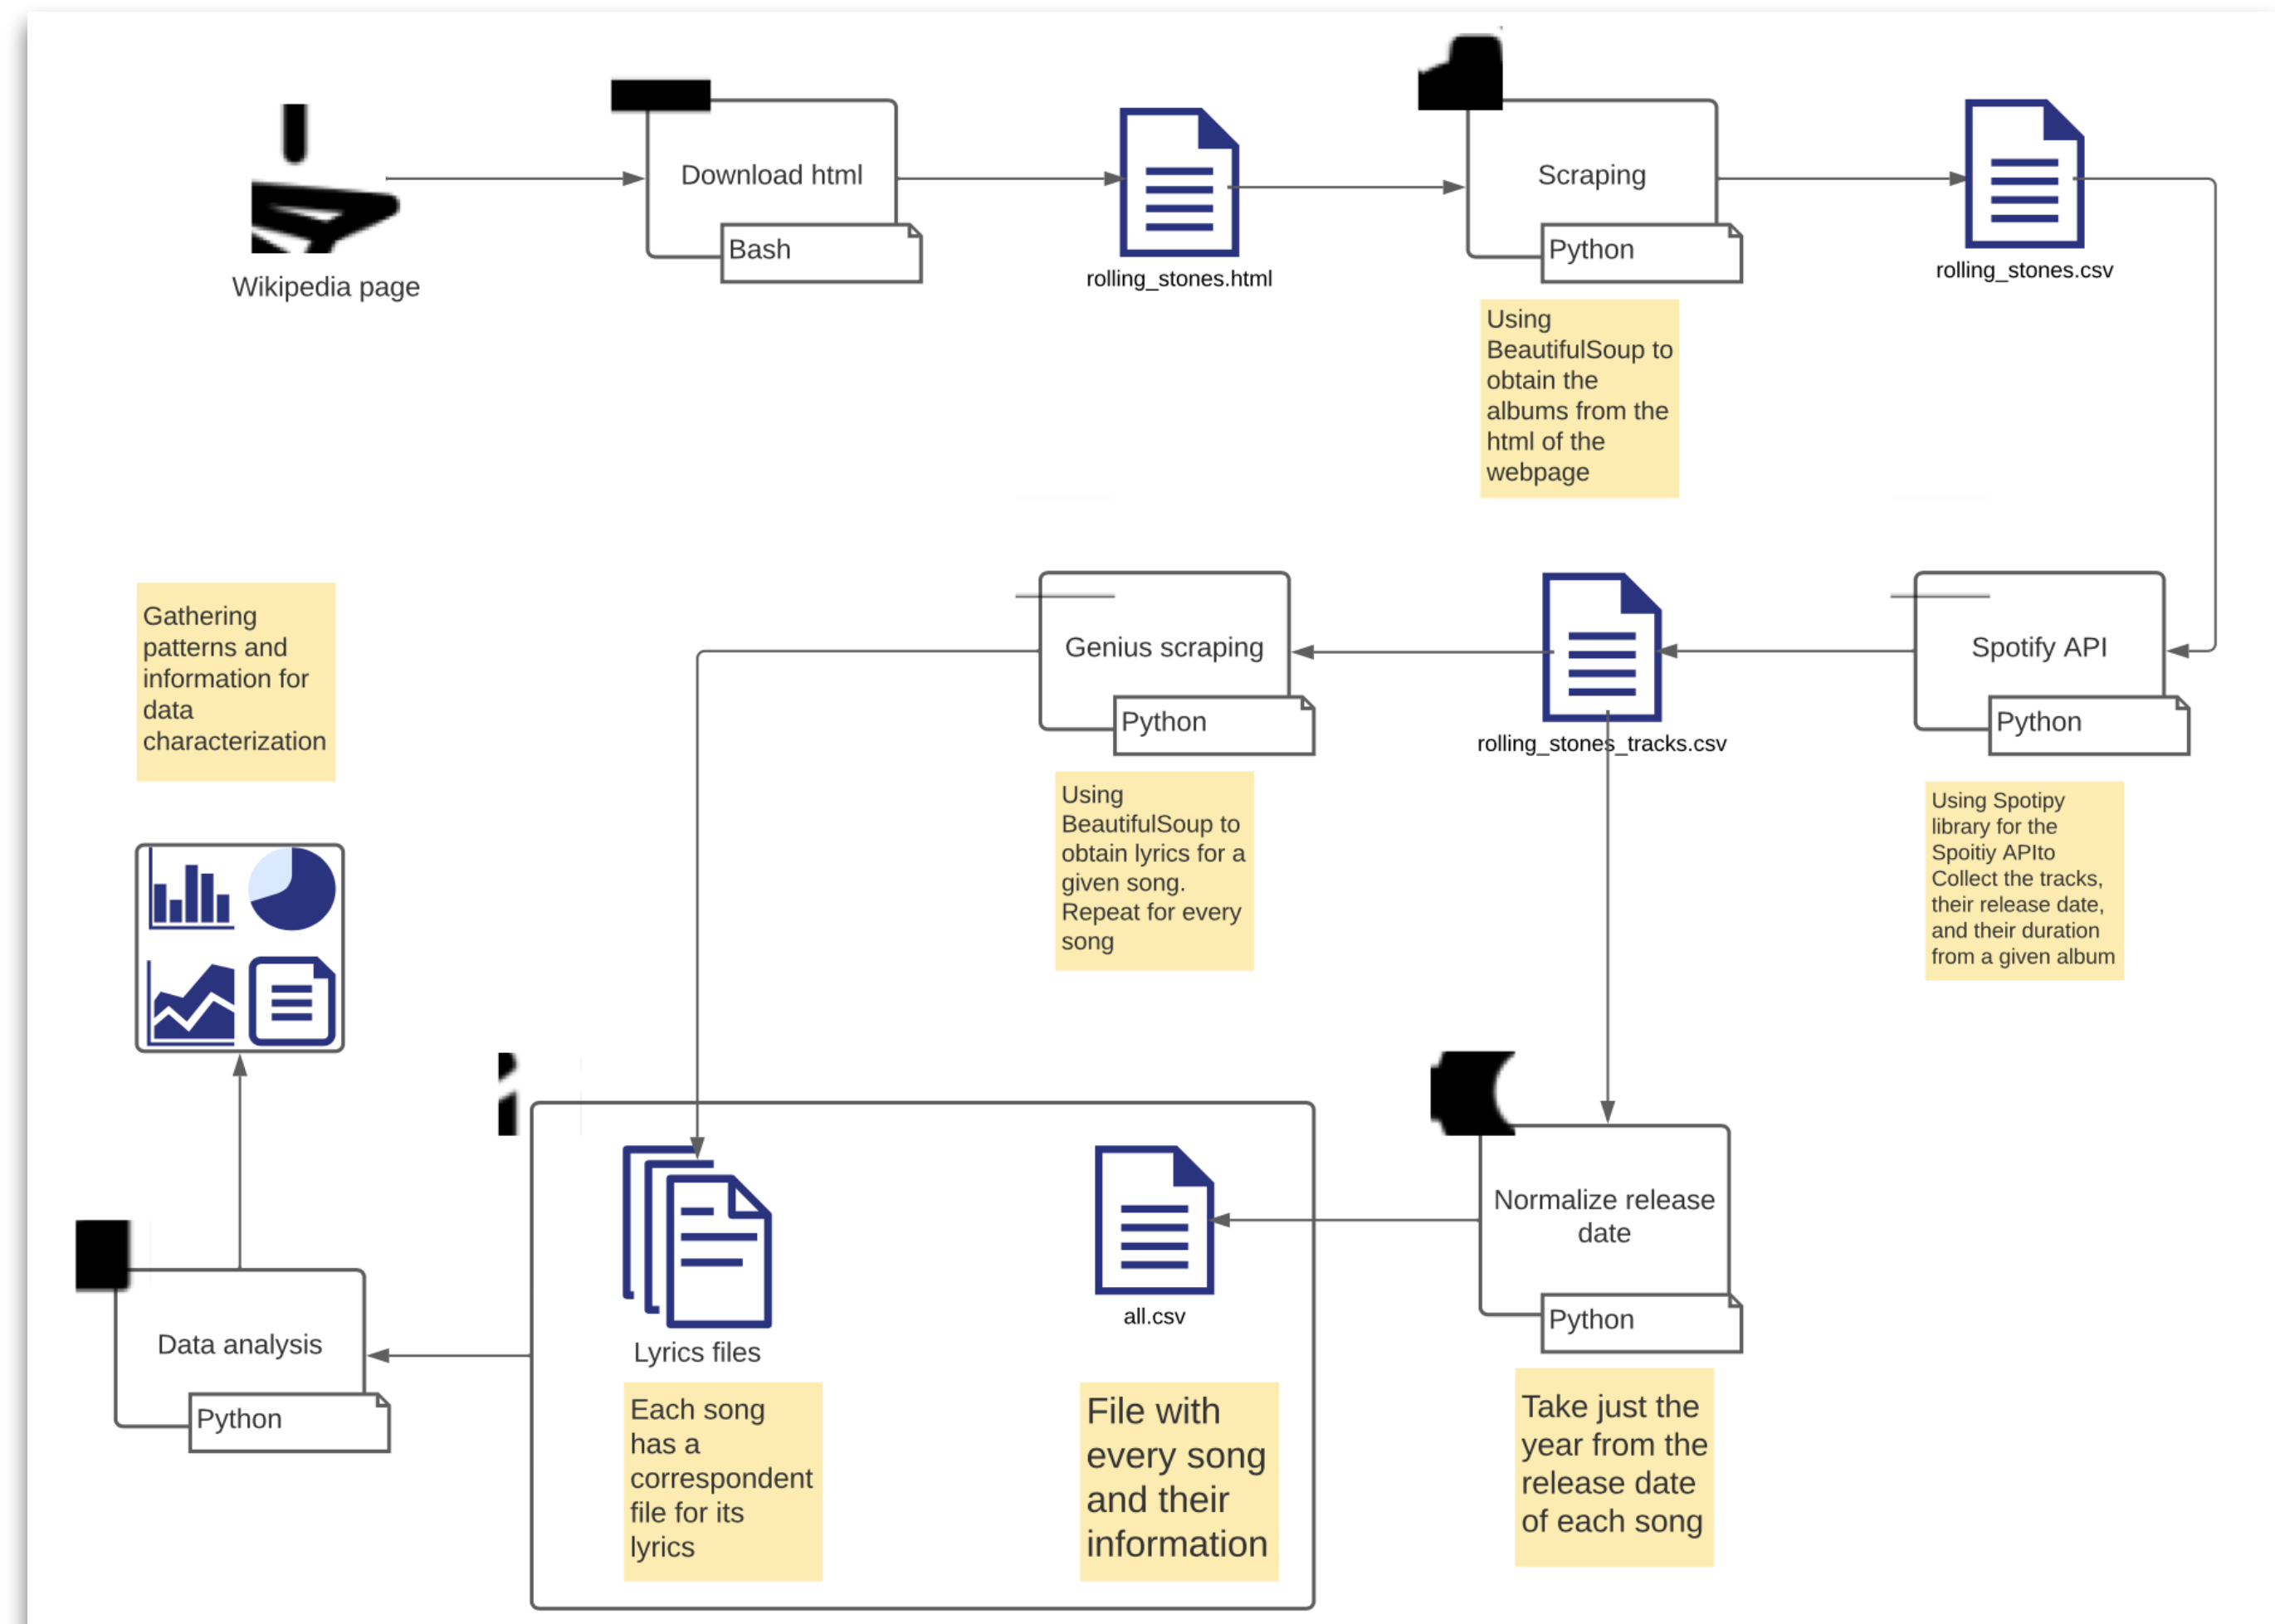 Wikipedia page
Download html
Bash
rolling_stones.html
Scraping
Python
Using
BeautifulSoup to
obtain the
albums from the
html of the
webpage
rolling_stones.csv
Spotify API
Python
Using Spotipy
library for the
Spoitiy APIto
Collect the tracks,
their release date,
and their duration
from a given album
rolling_stones_tracks.csv
Genius scraping
Python
Using
BeautifulSoup to
obtain lyrics for a
given song.
Repeat for every
song
Normalize release
date
Python
Take just the
year from the
release date
of each song
all.csv
File with
every song
and their
information
Lyrics files
Each song
has a
correspondent
file for its
lyrics
Data analysis
Python
Gathering
patterns and
information for
data
characterization